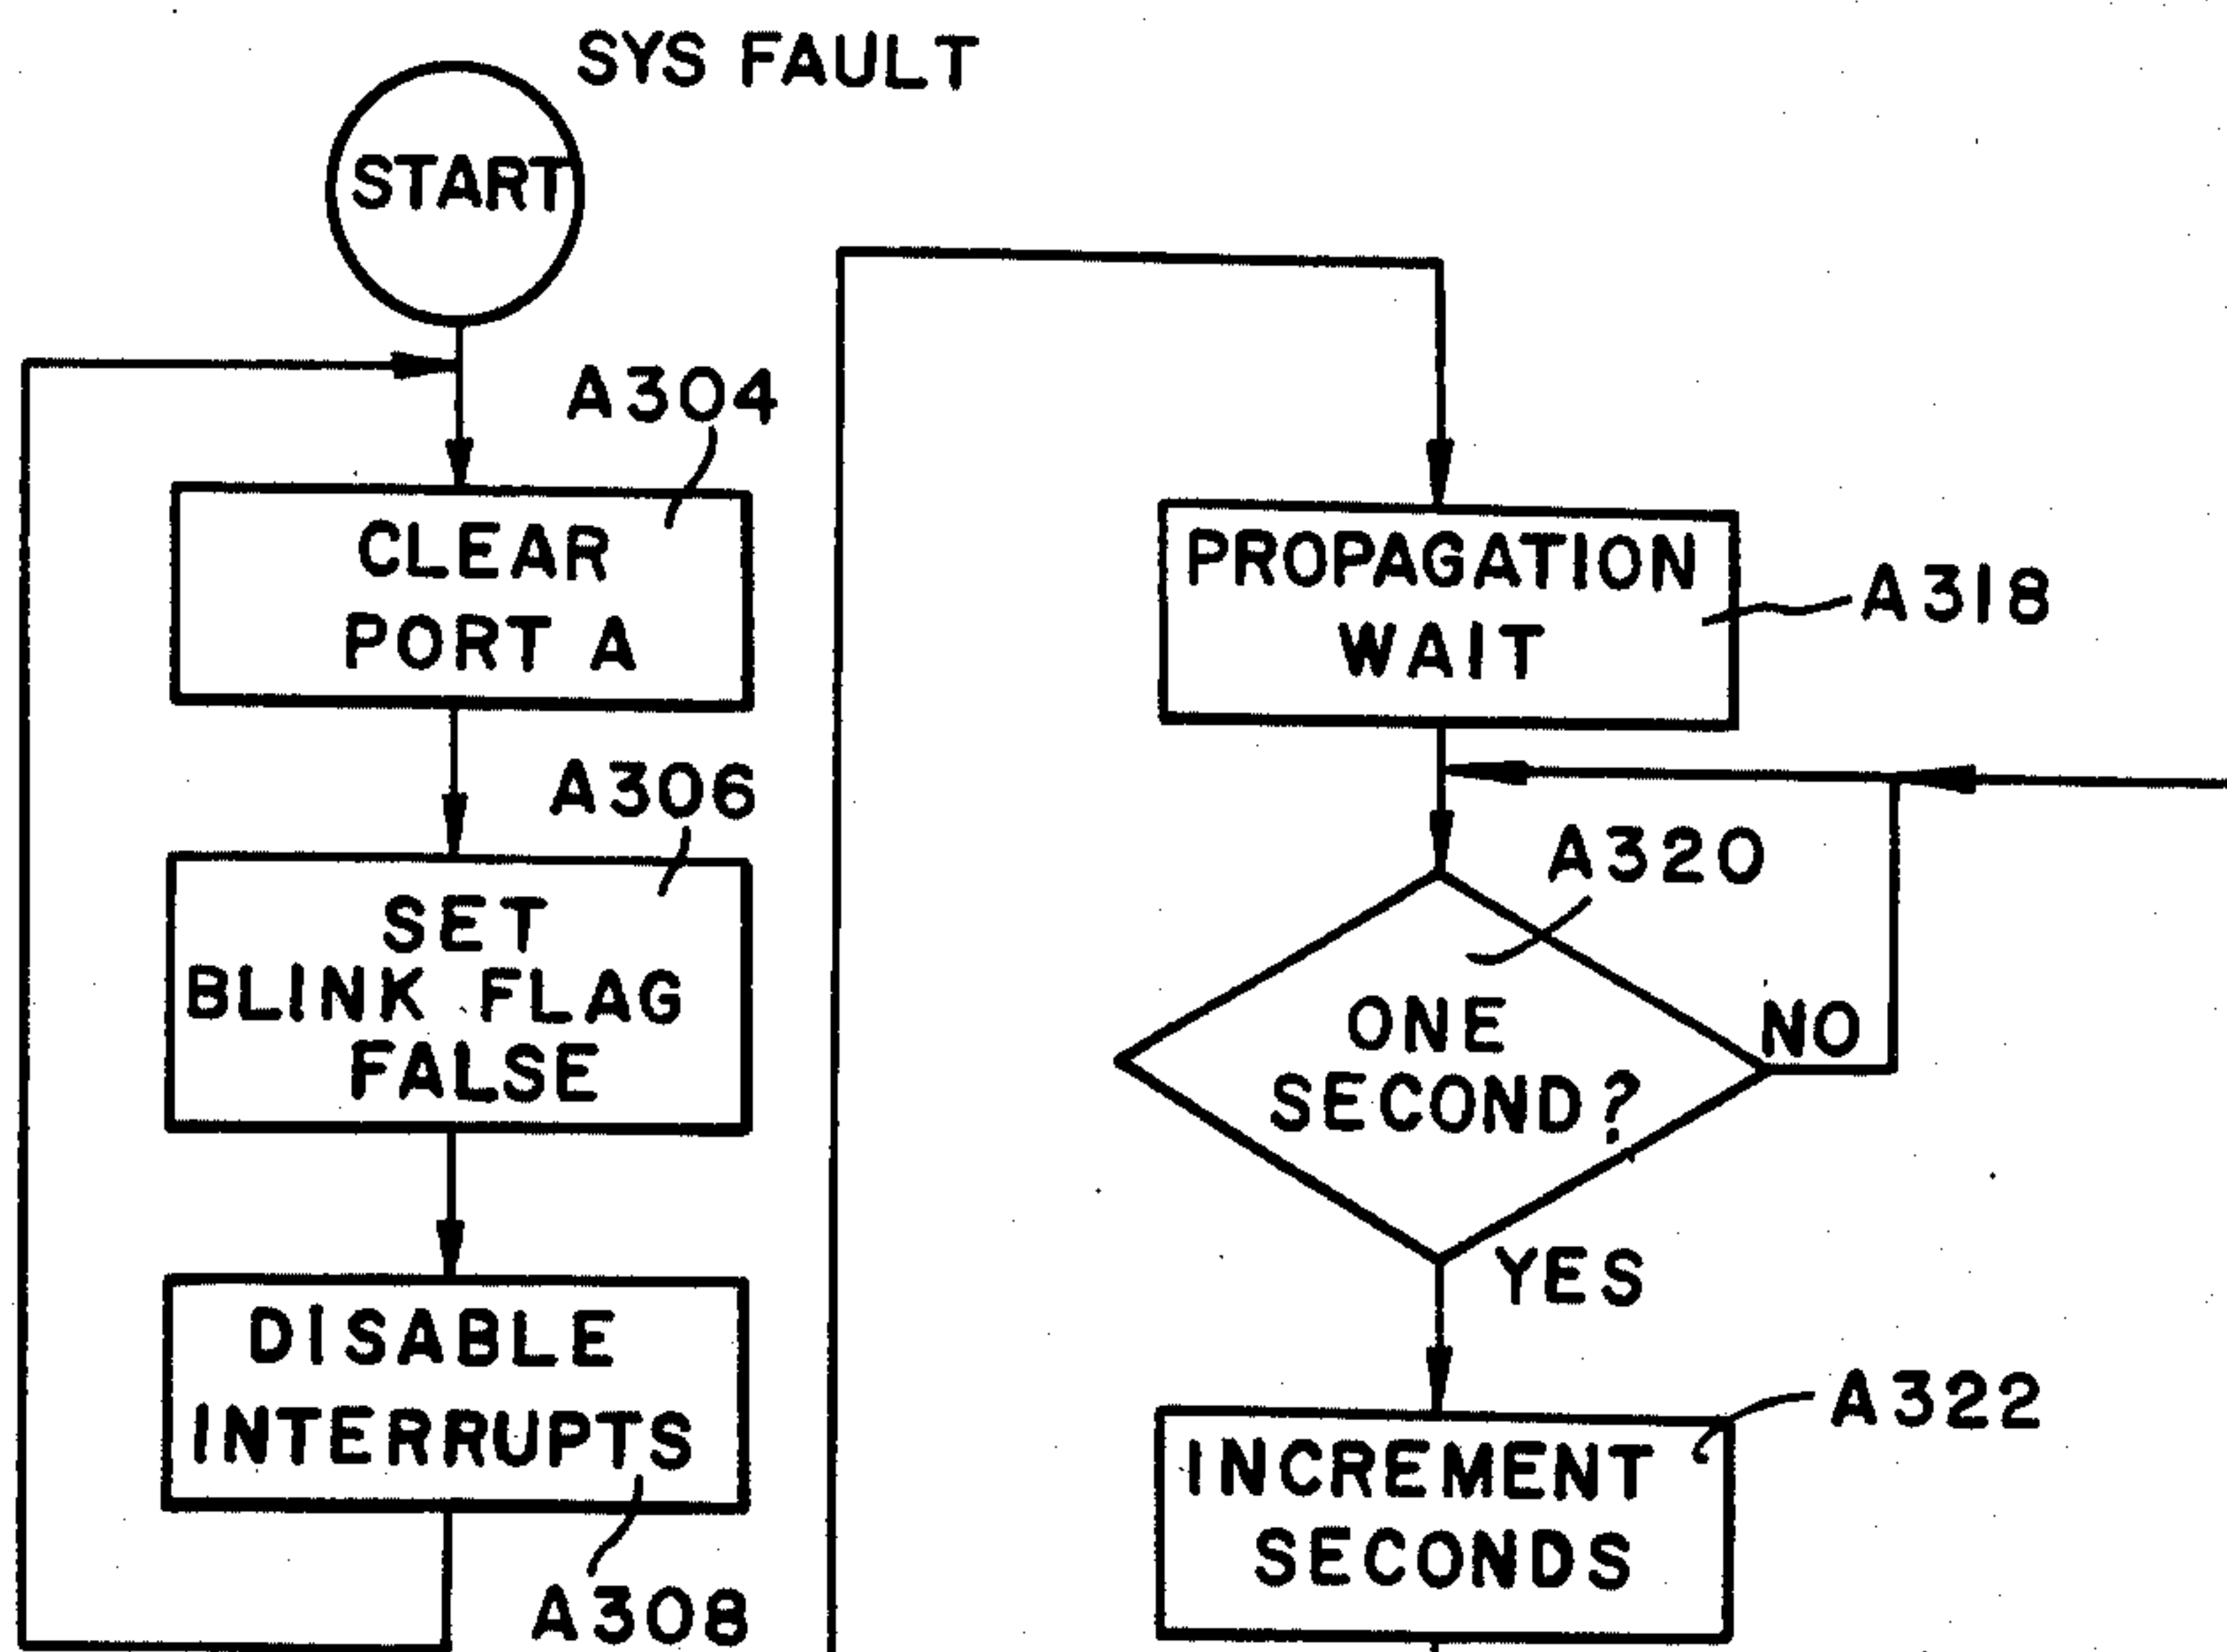 SYS FAULT
START
A304
CLEAR
PORT A
A306
SET
BLINK FLAG
FALSE
DISABLE
INTERRUPTS
A308
PROPAGATION
WAIT
A318
A320
ONE
SECOND?
NO
YES
A322
INCREMENT
SECONDS